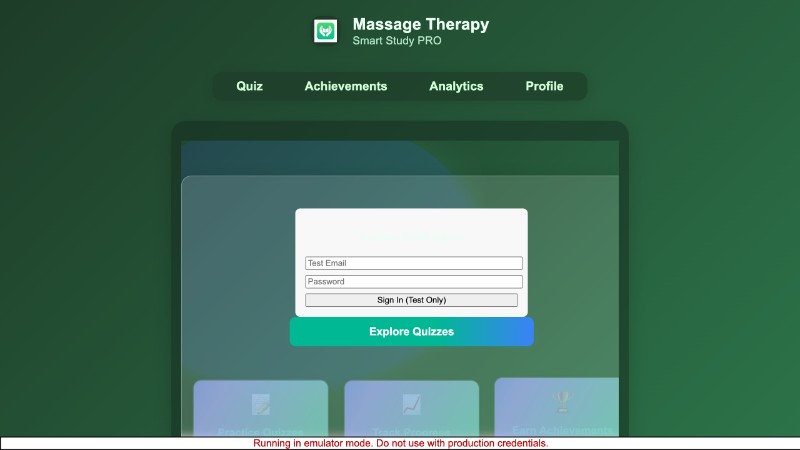 Massage Therapy
Smart Study PRO
Quiz Achievements Analytics Profile
Test Email
Password
Sign In (Test Only)
Explore Quizzes
Practice Quizzes Track Progress Earn Achievements
Running in emulator mode. Do not use with production credentials.